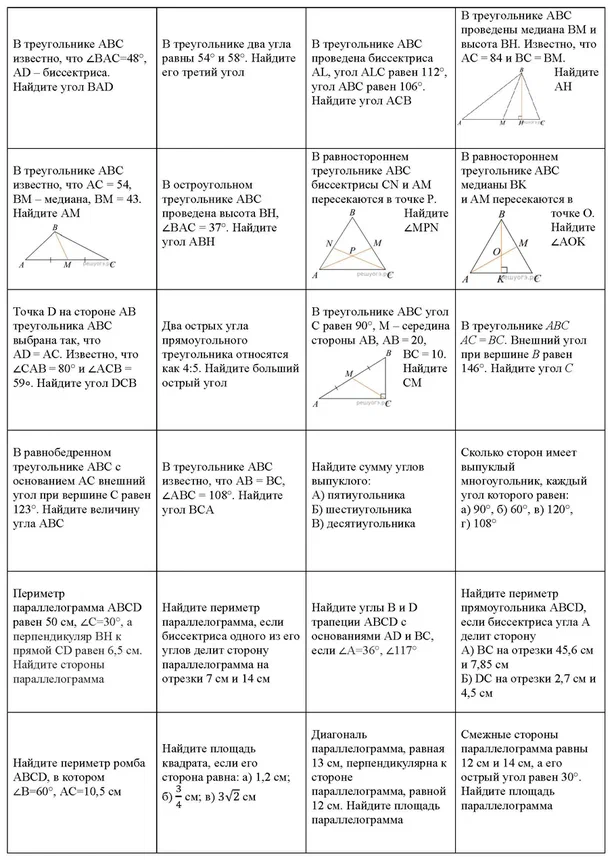 В треугольнике ABC
известно, что ∠BAC=48°,
AD – биссектриса.
Найдите угол BAD
В треугольнике два угла
равны 54° и 58°. Найдите
его третий угол
В треугольнике ABC
проведена биссектриса
AL, угол ALC равен 112°,
угол ABC равен 106°.
Найдите угол ACB
В треугольнике ABC
проведены медиана BM и
высота BH. Известно, что
AC = 84 и BC = BM.
Найдите
AH
B
A
M
H
C
В треугольнике ABC
известно, что AC = 54,
BM – медиана, BM = 43.
Найдите AM
B
A
M
C
решуогэ.рф
В остроугольном
треугольнике ABC
проведена высота BH,
∠BAC = 37°. Найдите
угол ABH
В равностороннем
треугольнике ABC
биссектрисы CN и AM
пересекаются в точке P.
Найдите
∠MPN
B
N
M
P
A
C
решуогэ.рф
В равностороннем
треугольнике ABC
медианы BK
и AM пересекаются в
точке O.
Найдите
∠AOK
B
M
O
A
K
C
решуогэ.рф
Точка D на стороне AB
треугольника ABC
выбрана так, что
AD = AC. Известно, что
∠CAB = 80° и ∠ACB =
59∘. Найдите угол DCB
Два острых угла
прямоугольного
треугольника относятся
как 4:5. Найдите больший
острый угол
В треугольнике ABC угол
C равен 90°, M – середина
стороны AB, AB = 20,
BC = 10.
Найдите
CM
B
M
A
C
решуогэ.рф
В треугольнике ABC
AC = BC. Внешний угол
при вершине B равен
146°. Найдите угол C
В равнобедренном
треугольнике ABC с
основанием AC внешний
угол при вершине C равен
123°. Найдите величину
угла ABC
В треугольнике ABC
известно, что AB = BC,
∠ABC = 108°. Найдите
угол BCA
Найдите сумму углов
выпуклого:
А) пятиугольника
Б) шестиугольника
В) десятиугольника
Сколько сторон имеет
выпуклый
многоугольник, каждый
угол которого равен:
а) 90°, б) 60°, в) 120°,
г) 108°
Периметр
параллелограмма ABCD
равен 50 см, ∠C=30°, а
перпендикуляр BH к
прямой CD равен 6,5 см.
Найдите стороны
параллелограмма
Найдите периметр
параллелограмма, если
биссектриса одного из его
углов делит сторону
параллелограмма на
отрезки 7 см и 14 см
Найдите углы B и D
трапеции ABCD с
основаниями AD и BC,
если ∠A=36°, ∠117°
Найдите периметр
прямоугольника ABCD,
если биссектриса угла A
делит сторону
А) BC на отрезки 45,6 см
и 7,85 см
Б) DC на отрезки 2,7 см и
4,5 см
Найдите периметр ромба
ABCD, в котором
∠B=60°, AC=10,5 см
Найдите площадь
квадрата, если его
сторона равна: а) 1,2 см;
б) 3/4 см; в) 3√2 см
Диагональ
параллелограмма, равная
13 см, перпендикулярна к
стороне
параллелограмма, равной
12 см. Найдите площадь
параллелограмма
Смежные стороны
параллелограмма равны
12 см и 14 см, а его
острый угол равен 30°.
Найдите площадь
параллелограмма